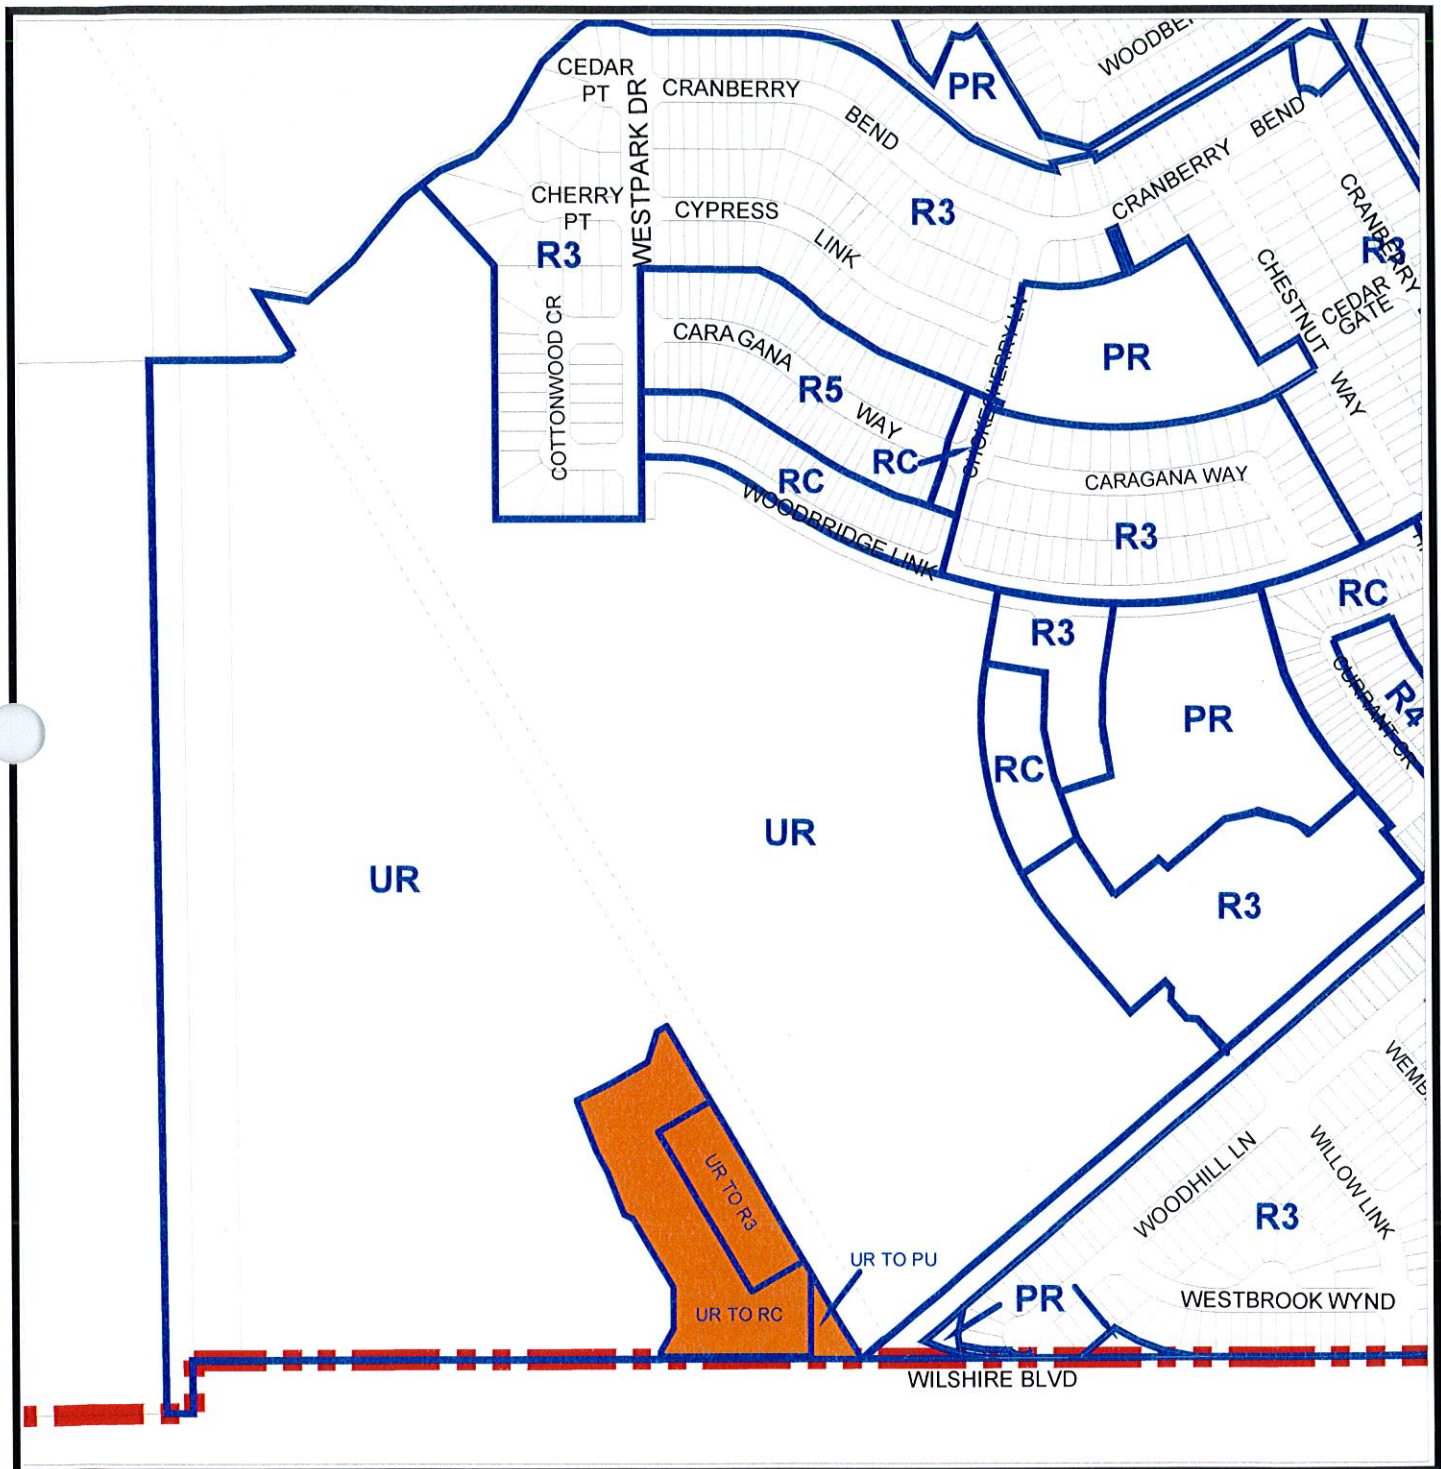 WOODBE
CEDAR
PT
WESTPARK DR
CRANBERRY
BEND
PR
CRANBERRY
BEND
CHERRY
PT
R3
CYPRESS
LINK
R3
CRANBERRY
R3
CEDAR
GATE
CHESTNUT
WAY
COTTONWOOD CR
CARAGANA
WAY
R5
CHOKECHERRY LN
PR
RC
RC
WOODBRIDGE LINK
CARAGANA WAY
R3
RC
R3
CURRANT CR
R4
PR
RC
UR
UR
R3
WEMB
UR TO R3
WOODHILL LN
WILLOW LINK
R3
UR TO PU
UR TO RC
PR
WESTBROOK WYND
WILSHIRE BLVD